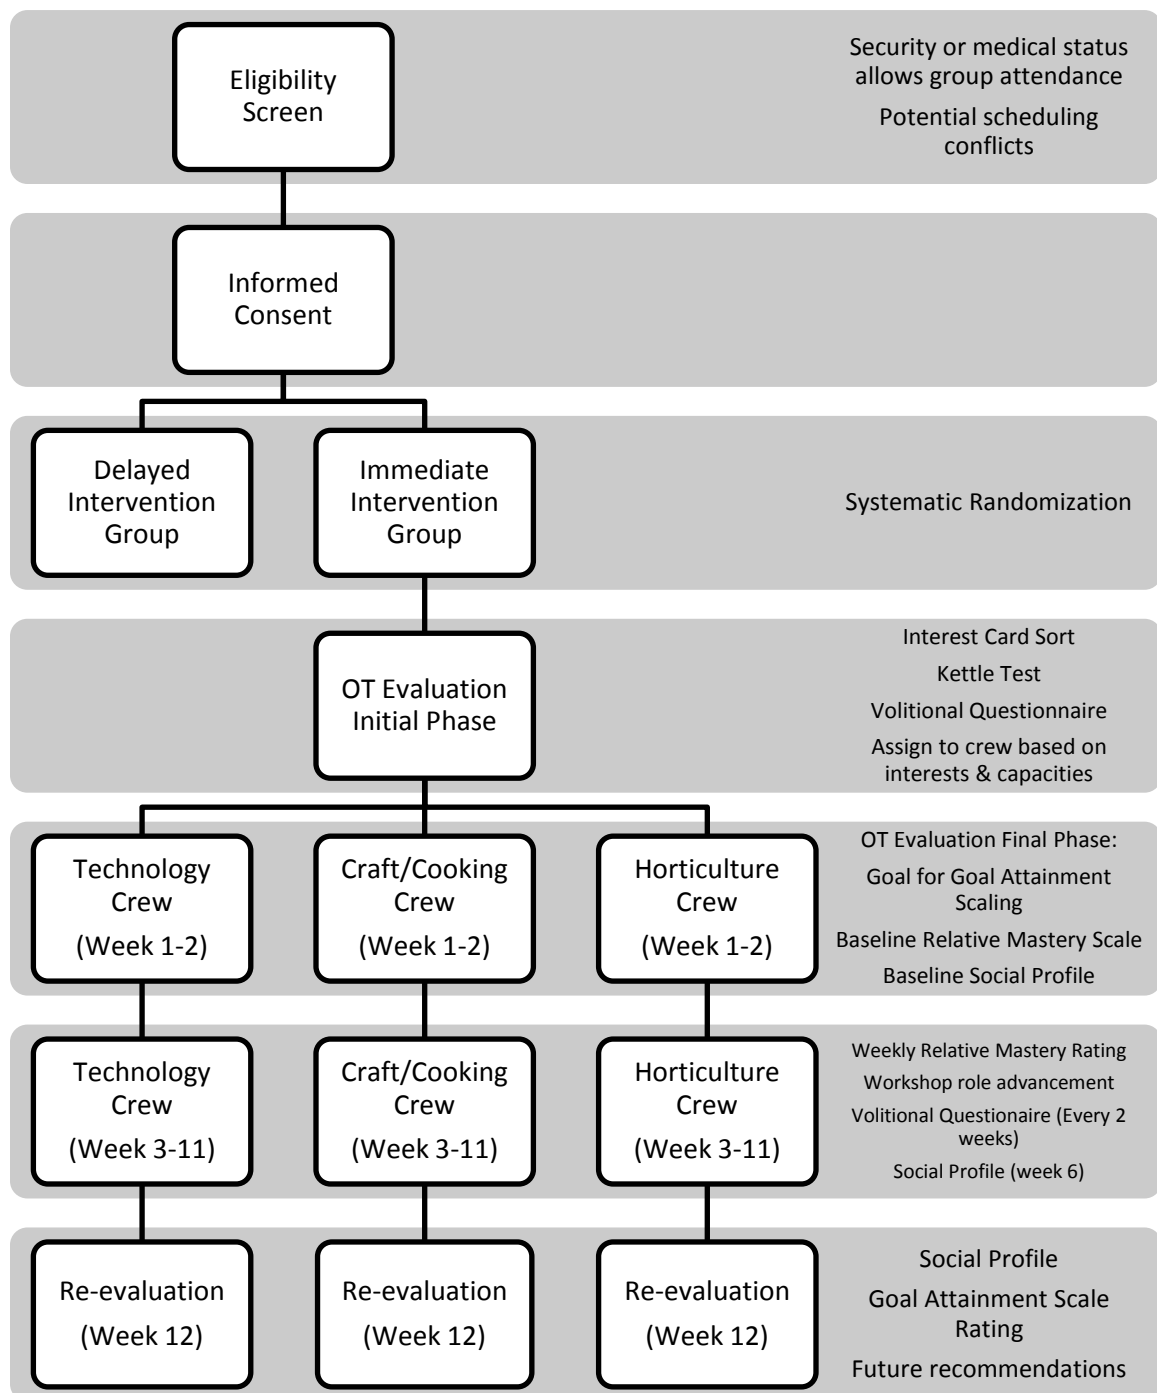 Eligibility
Screen
Security or medical status
allows group attendance
Potential scheduling
conflicts
Informed
Consent
Delayed
Intervention
Group
Immediate
Intervention
Group
Systematic Randomization
OT Evaluation
Initial Phase
Interest Card Sort
Kettle Test
Volitional Questionnaire
Assign to crew based on
interests & capacities
Technology
Crew
(Week 1-2)
Craft/Cooking
Crew
(Week 1-2)
Horticulture
Crew
(Week 1-2)
OT Evaluation Final Phase:
Goal for Goal Attainment
Scaling
Baseline Relative Mastery Scale
Baseline Social Profile
Technology
Crew
(Week 3-11)
Craft/Cooking
Crew
(Week 3-11)
Horticulture
Crew
(Week 3-11)
Weekly Relative Mastery Rating
Workshop role advancement
Volitional Questionaire (Every 2
weeks)
Social Profile (week 6)
Re-evaluation
(Week 12)
Re-evaluation
(Week 12)
Re-evaluation
(Week 12)
Social Profile
Goal Attainment Scale
Rating
Future recommendations